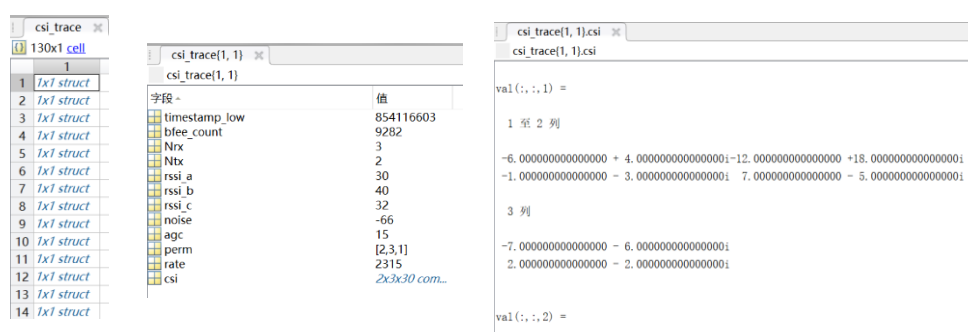 csi_trace
130x1 cell
1
1 1x1 struct
2 1x1 struct
3 1x1 struct
4 1x1 struct
5 1x1 struct
6 1x1 struct
7 1x1 struct
8 1x1 struct
9 1x1 struct
10 1x1 struct
11 1x1 struct
12 1x1 struct
13 1x1 struct
14 1x1 struct
csi_trace{1, 1}
csi_trace{1, 1}
字段 值
timestamp_low 854116603
bfee_count 9282
Nrx 3
Ntx 2
rssi_a 30
rssi_b 40
rssi_c 32
noise -66
agc 15
perm [2,3,1]
rate 2315
csi 2x3x30 com...
csi_trace{1, 1}.csi
csi_trace{1, 1}.csi
val(:,:,1) =
1 至 2 列
-6.000000000000000 + 4.000000000000000i-12.000000000000000 +18.000000000000000i
-1.000000000000000 - 3.000000000000000i 7.000000000000000 - 5.000000000000000i
3 列
-7.000000000000000 - 6.000000000000000i
2.000000000000000 - 2.000000000000000i
val(:,:,2) =